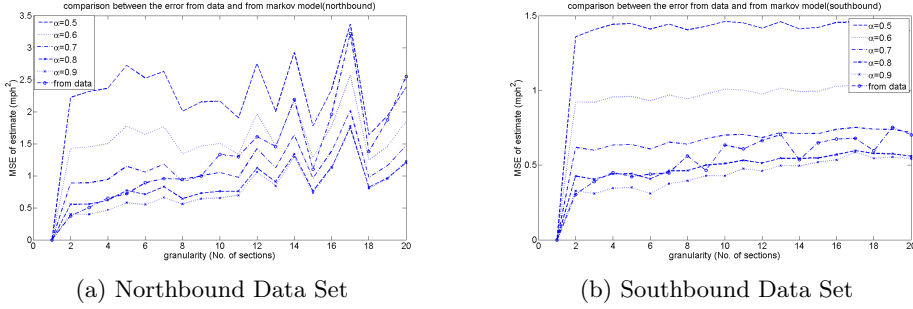 comparison between the error from data and from markov model(northbound)
MSE of estimate (mph²)
3.5
3
2.5
2
1.5
1
0.5
0
α=0.5
α=0.6
α=0.7
α=0.8
α=0.9
from data
0 2 4 6 8 10 12 14 16 18 20
granularity (No. of sections)
(a) Northbound Data Set
comparison between the error from data and from markov model(southbound)
MSE of estimate (mph²)
1.5
1
0.5
0
α=0.5
α=0.6
α=0.7
α=0.8
α=0.9
from data
0 2 4 6 8 10 12 14 16 18 20
granularity (No. of sections)
(b) Southbound Data Set